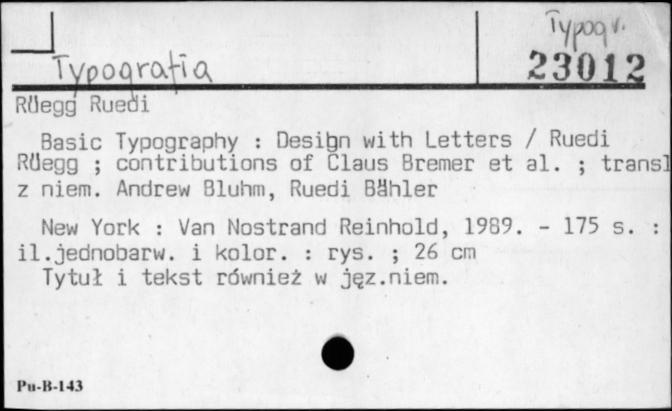 Typogr.
23012
Typografia
Rüegg Ruedi
Basic Typography : Design with Letters / Ruedi
Rüegg ; contributions of Claus Bremer et al. ; transl
z niem. Andrew Bluhm, Ruedi Bähler
New York : Van Nostrand Reinhold, 1989. - 175 s. :
il.jednobarw. i kolor. : rys. ; 26 cm
Tytuł i tekst również w jęz.niem.
Pu-B-143